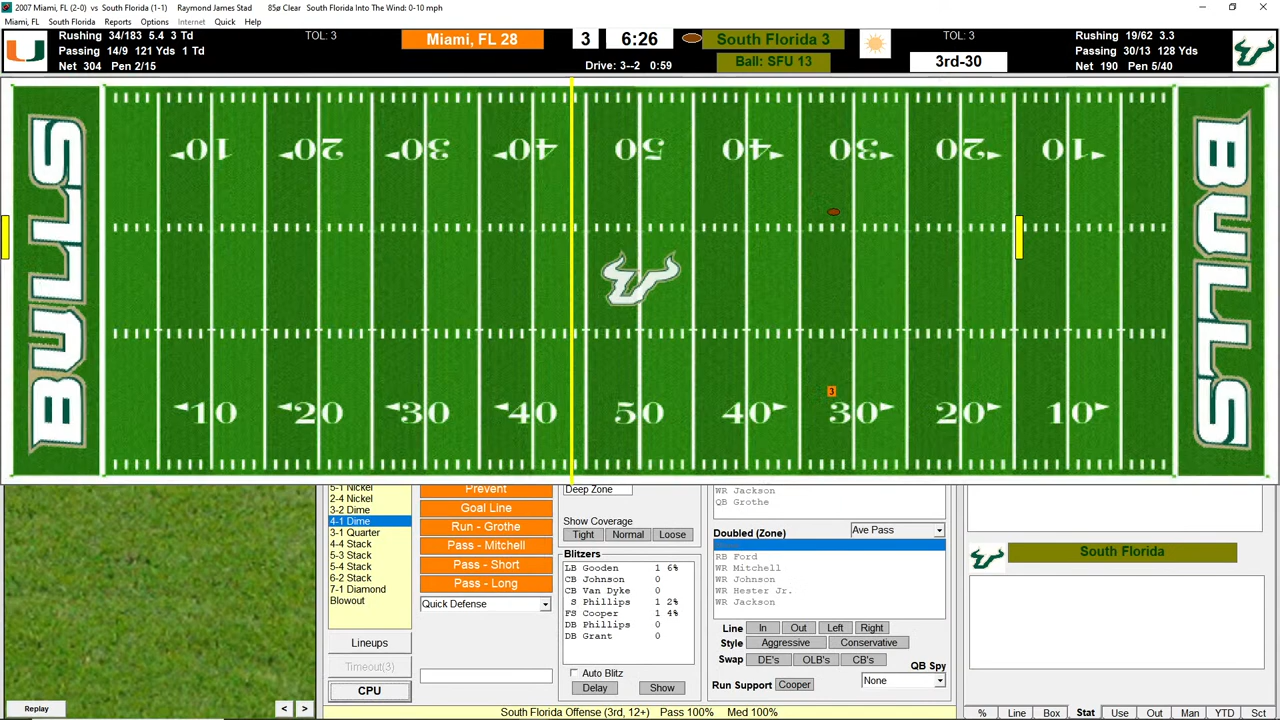 2007 Miami, FL (2-0) vs South Florida (1-1) Raymond James Stad 85ø Clear South Florida Into The Wind: 0-10 mph
Miami, FL South Florida Reports Options Internet Quick Help
Rushing 34/183 5.4 3 Td
Passing 14/9 121 Yds 1 Td
Net 304 Pen 2/15
TOL: 3
Miami, FL 28
3
6:26
Drive: 3--2 0:59
South Florida 3
Ball: SFU 13
TOL: 3
3rd-30
Rushing 19/62 3.3
Passing 30/13 128 Yds
Net 190 Pen 5/40
BULLS
10 20 30 40 50 40 30 20 10
3
10 20 30 40 50 40 30 20 10
BULLS
5-1 Nickel
2-4 Nickel
3-2 Dime
4-1 Dime
3-1 Quarter
4-4 Stack
5-3 Stack
5-4 Stack
6-2 Stack
7-1 Diamond
Blowout
Lineups
Timeout(3)
CPU
Replay
<
>
Prevent
Goal Line
Run - Grothe
Pass - Mitchell
Pass - Short
Pass - Long
Quick Defense
Deep Zone
Show Coverage
Tight Normal Loose
Blitzers
LB Gooden 1 6%
CB Johnson 0
CB Van Dyke 0
S Phillips 1 2%
FS Cooper 1 4%
DB Phillips 0
DB Grant 0
Auto Blitz
Delay Show
WR Jackson
QB Grothe
Doubled (Zone) Ave Pass
RB Ford
WR Mitchell
WR Johnson
WR Hester Jr.
WR Jackson
Line In Out Left Right
Style Aggressive Conservative
Swap DE's OLB's CB's
QB Spy
Run Support Cooper None
South Florida
South Florida Offense (3rd, 12+) Pass 100% Med 100%
% Line Box Stat Use Out Man YTD Sct